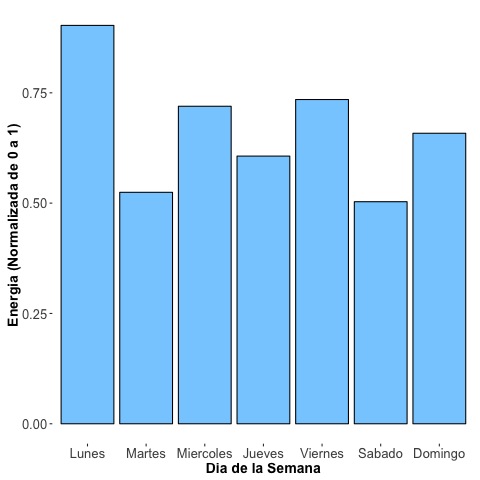 Energia (Normalizada de 0 a 1)
0.75
0.50
0.25
0.00
Lunes Martes Miercoles Jueves Viernes Sabado Domingo
Dia de la Semana